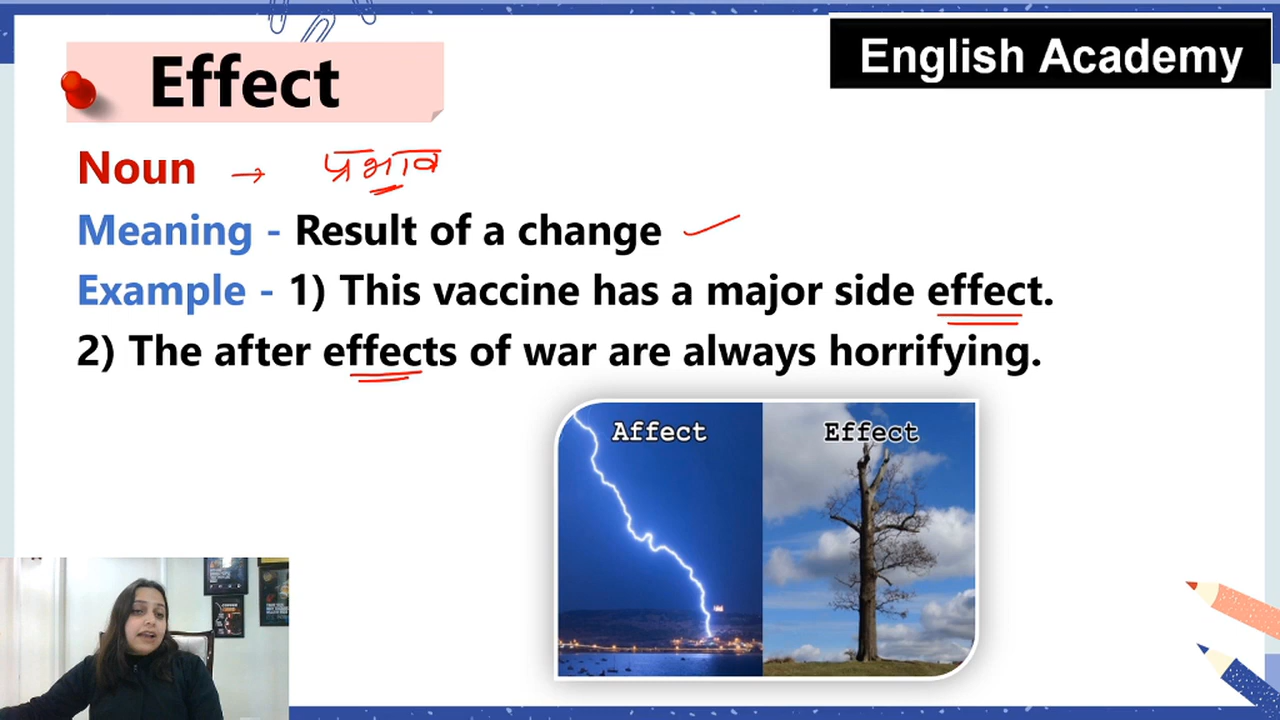 Effect
English Academy
Noun → प्रभाव
Meaning - Result of a change
Example - 1) This vaccine has a major side effect.
2) The after effects of war are always horrifying.
Affect
Effect